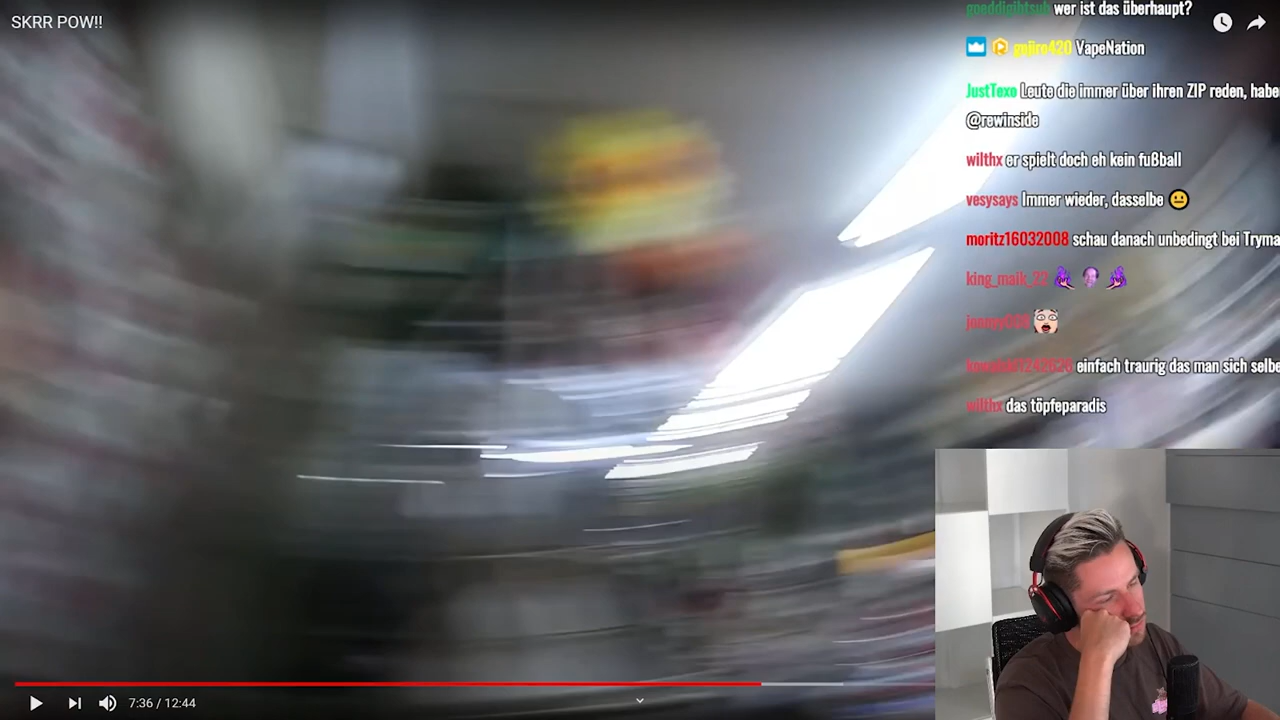 SKRR POW!!
wer ist das überhaupt?
gojiro420 VapeNation
JustTexo Leute die immer über ihren ZIP reden, habe
@rewinside
wilthx er spielt doch eh kein fußball
vesysays Immer wieder, dasselbe
moritz16032008 schau danach unbedingt bei Tryma
king_maik_22
einfach traurig das man sich selbe
wilthx das töpfeparadis
7:36 / 12:44